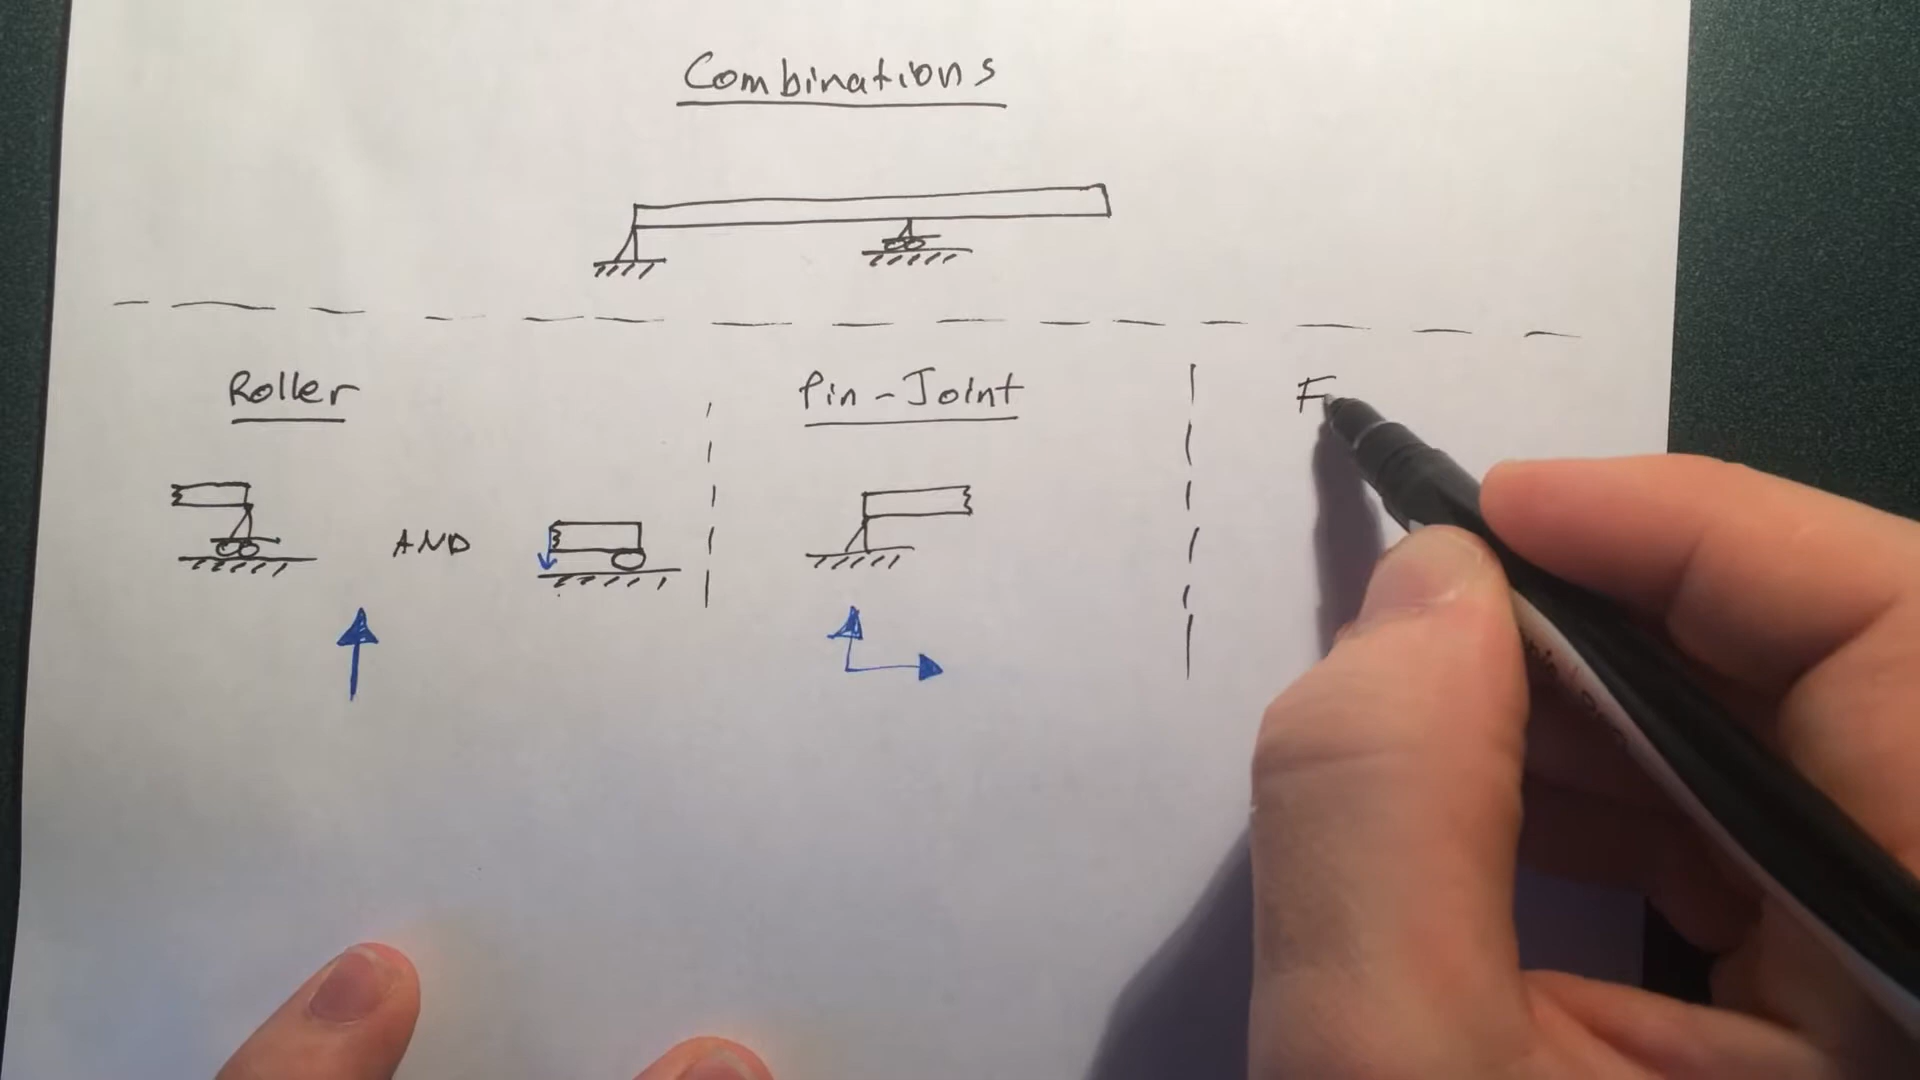 Combinations
Roller
AND
Pin-Joint
F